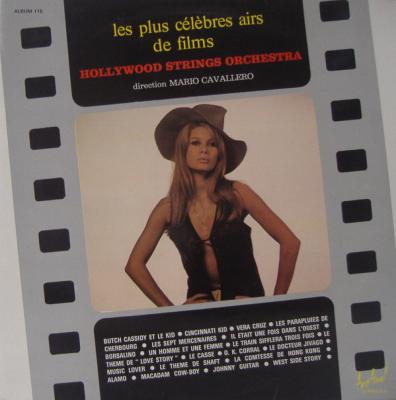 ALBUM 110
les plus célèbres airs
de films
HOLLYWOOD STRINGS ORCHESTRA
direction MARIO CAVALLERO
BUTCH CASSIDY ET LE KID • CINCINNATI KID • VERA CRUZ • LES PARAPLUIES DE
CHERBOURG • LES SEPT MERCENAIRES • IL ETAIT UNE FOIS DANS L'OUEST •
BORSALINO • UN HOMME ET UNE FEMME • LE TRAIN SIFFLERA TROIS FOIS • LE
THEME DE "LOVE STORY" • LE CASSE • O. K. CORRAL • LE DOCTEUR JIVAGO •
MUSIC LOVER • LE THEME DE SHAFT • LA COMTESSE DE HONG KONG •
ALAMO • MACADAM COW-BOY • JOHNNY GUITAR • WEST SIDE STORY •